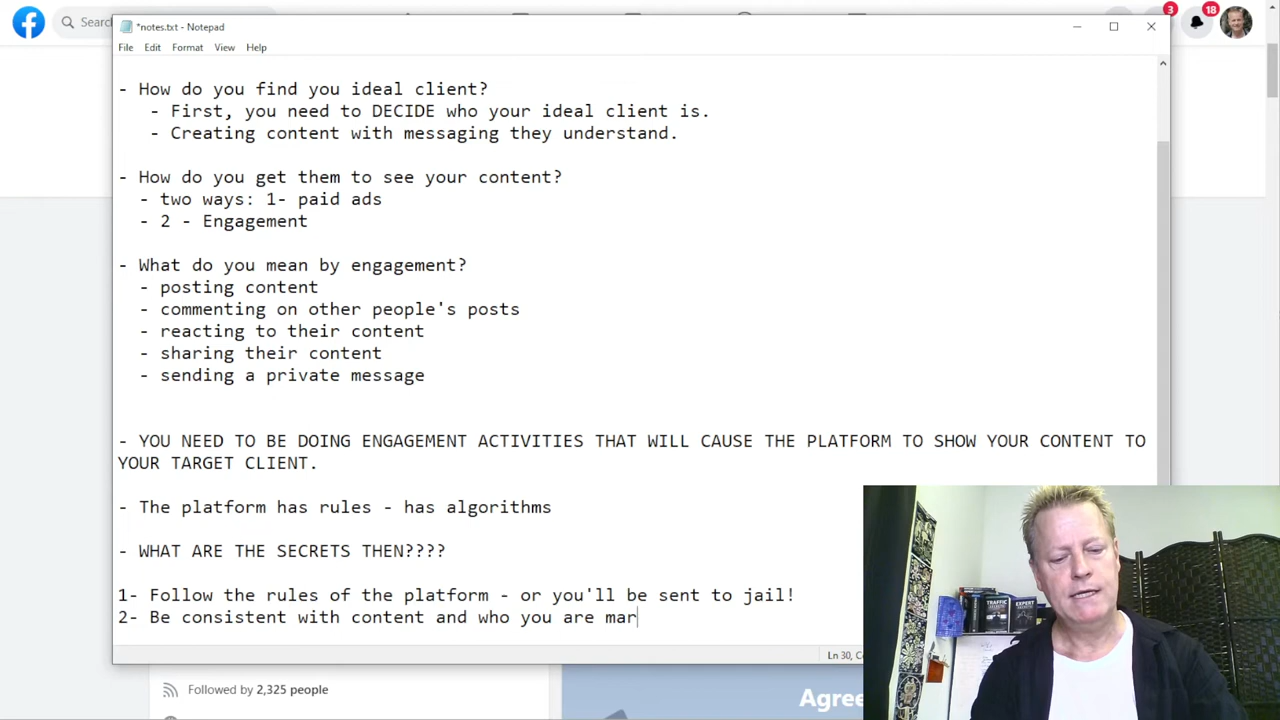 Searc
3
18
*notes.txt - Notepad
File Edit Format View Help
- How do you find you ideal client?
- First, you need to DECIDE who your ideal client is.
- Creating content with messaging they understand.
- How do you get them to see your content?
- two ways: 1- paid ads
- 2 - Engagement
- What do you mean by engagement?
- posting content
- commenting on other people's posts
- reacting to their content
- sharing their content
- sending a private message
- YOU NEED TO BE DOING ENGAGEMENT ACTIVITIES THAT WILL CAUSE THE PLATFORM TO SHOW YOUR CONTENT TO
YOUR TARGET CLIENT.
- The platform has rules - has algorithms
- WHAT ARE THE SECRETS THEN????
1- Follow the rules of the platform - or you'll be sent to jail!
2- Be consistent with content and who you are mar
Ln 30, C
TRAFFIC
EXPERT
Followed by 2,325 people
Agree